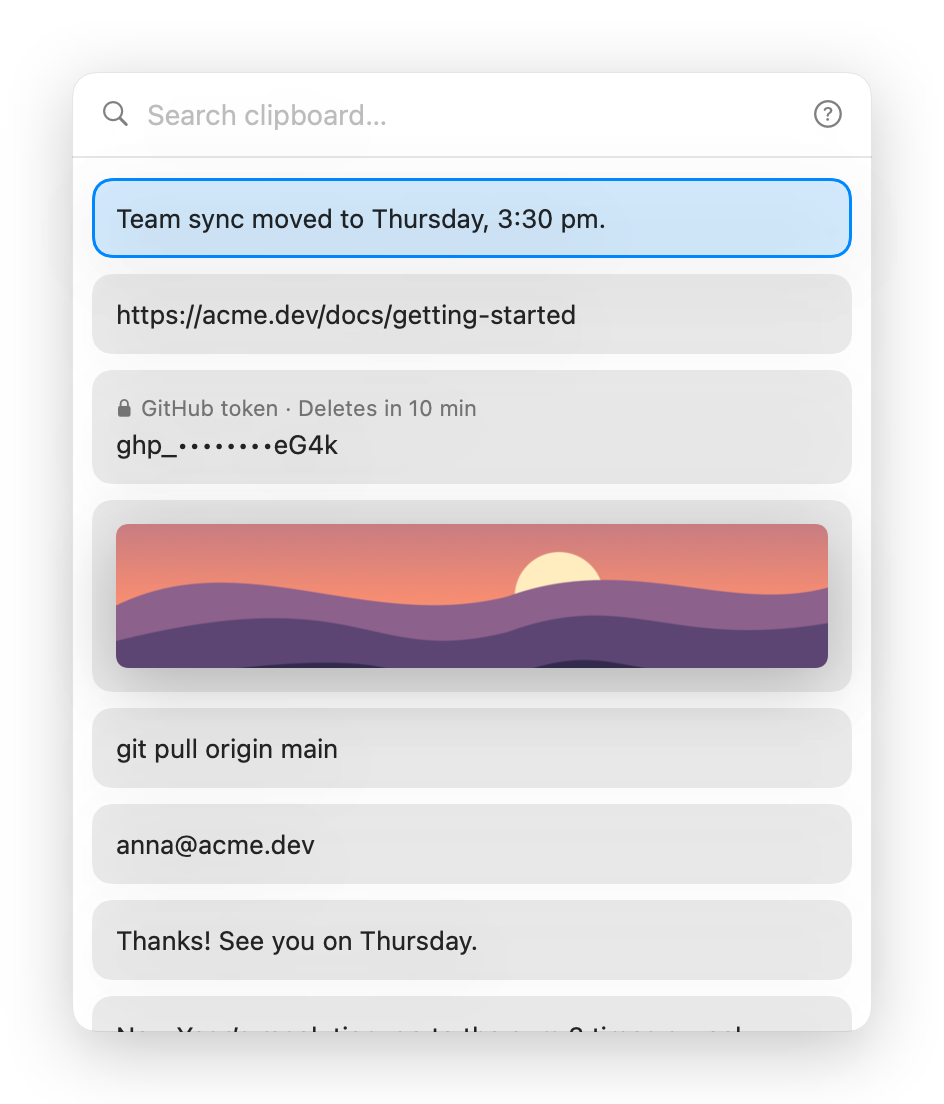 Search clipboard...
?
Team sync moved to Thursday, 3:30 pm.
https://acme.dev/docs/getting-started
GitHub token · Deletes in 10 min
ghp_••••••••eG4k
git pull origin main
anna@acme.dev
Thanks! See you on Thursday.